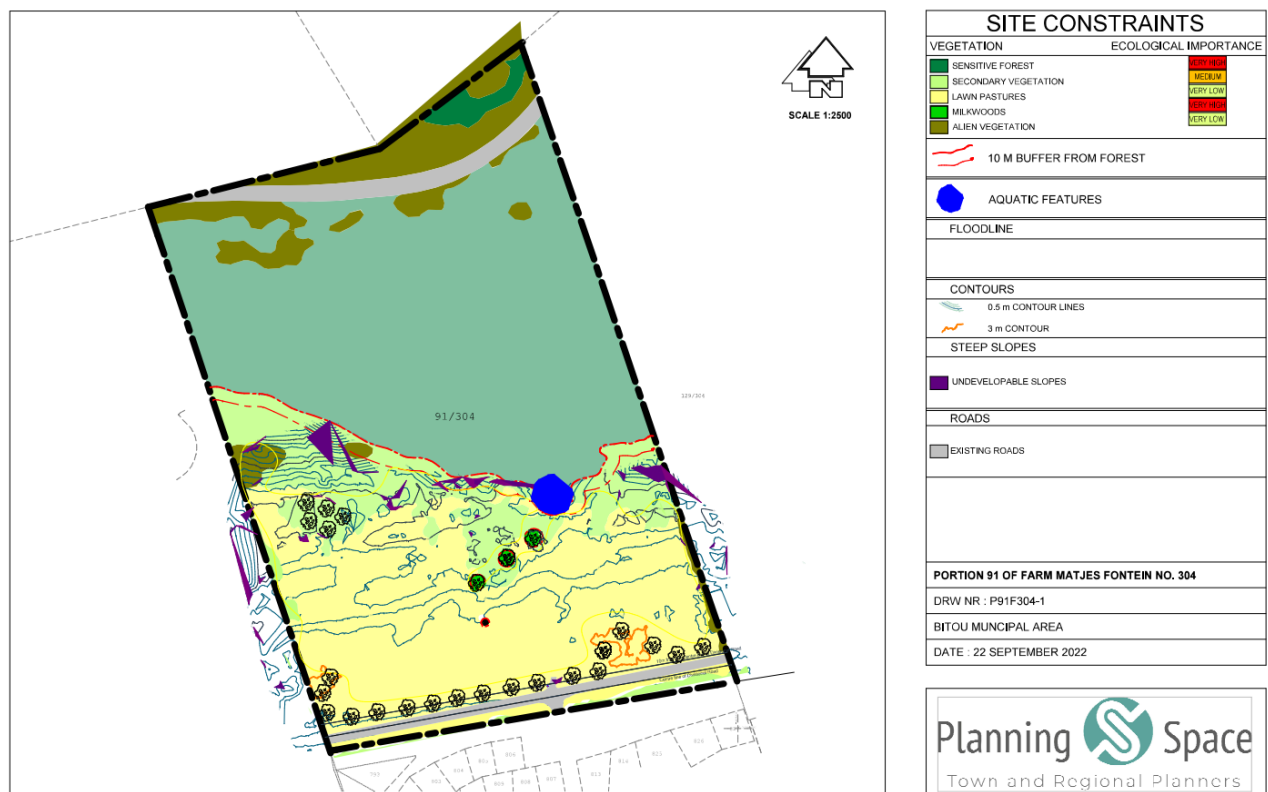 SITE CONSTRAINTS
VEGETATION ECOLOGICAL IMPORTANCE
SENSITIVE FOREST VERY HIGH
SECONDARY VEGETATION MEDIUM
LAWN PASTURES VERY LOW
MILKWOODS VERY HIGH
ALIEN VEGETATION VERY LOW
10 M BUFFER FROM FOREST
AQUATIC FEATURES
FLOODLINE
CONTOURS
0.5 m CONTOUR LINES
3 m CONTOUR
STEEP SLOPES
UNDEVELOPABLE SLOPES
ROADS
EXISTING ROADS
PORTION 91 OF FARM MATJES FONTEIN NO. 304
DRW NR : P91F304-1
BITOU MUNCIPAL AREA
DATE : 22 SEPTEMBER 2022
Planning Space
Town and Regional Planners
N
SCALE 1:2500
91/304